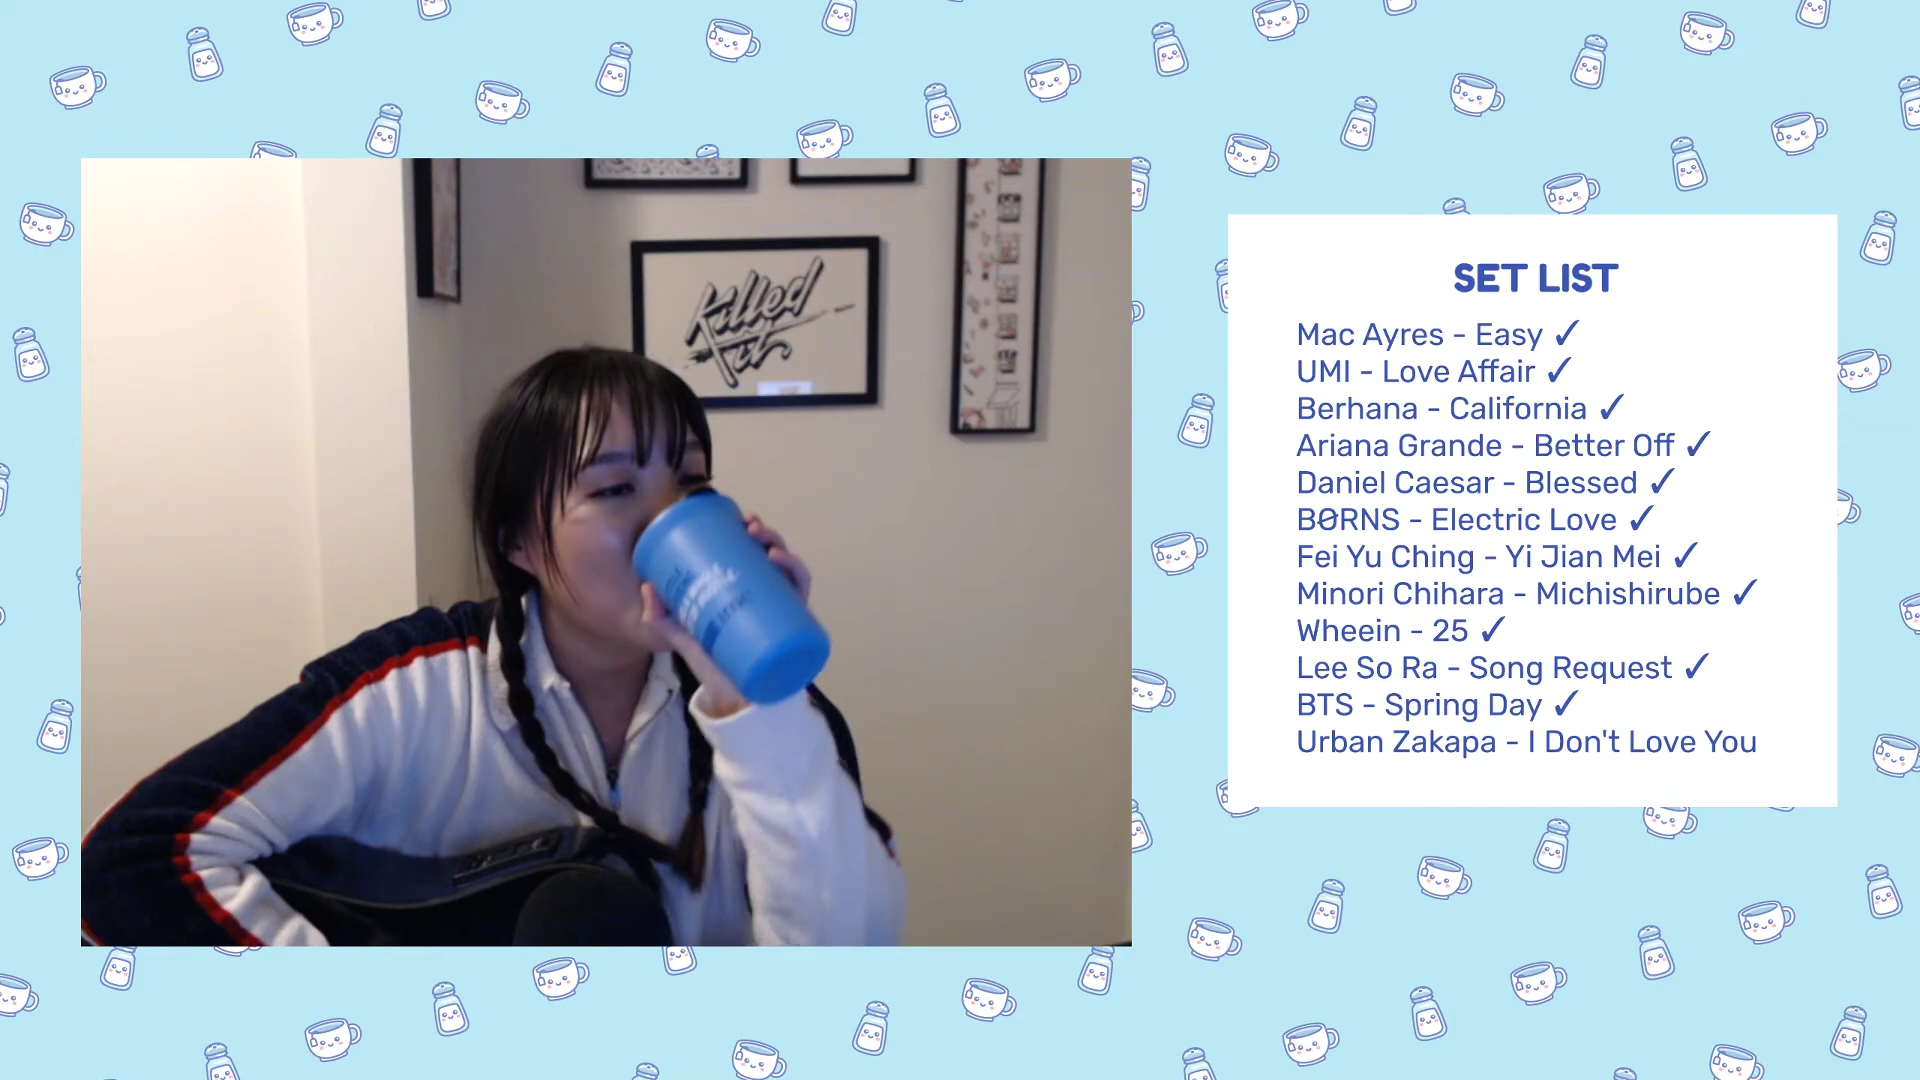 Killed
it
SET LIST
Mac Ayres - Easy ✓
UMI - Love Affair ✓
Berhana - California ✓
Ariana Grande - Better Off ✓
Daniel Caesar - Blessed ✓
BØRNS - Electric Love ✓
Fei Yu Ching - Yi Jian Mei ✓
Minori Chihara - Michishirube ✓
Wheein - 25 ✓
Lee So Ra - Song Request ✓
BTS - Spring Day ✓
Urban Zakapa - I Don't Love You